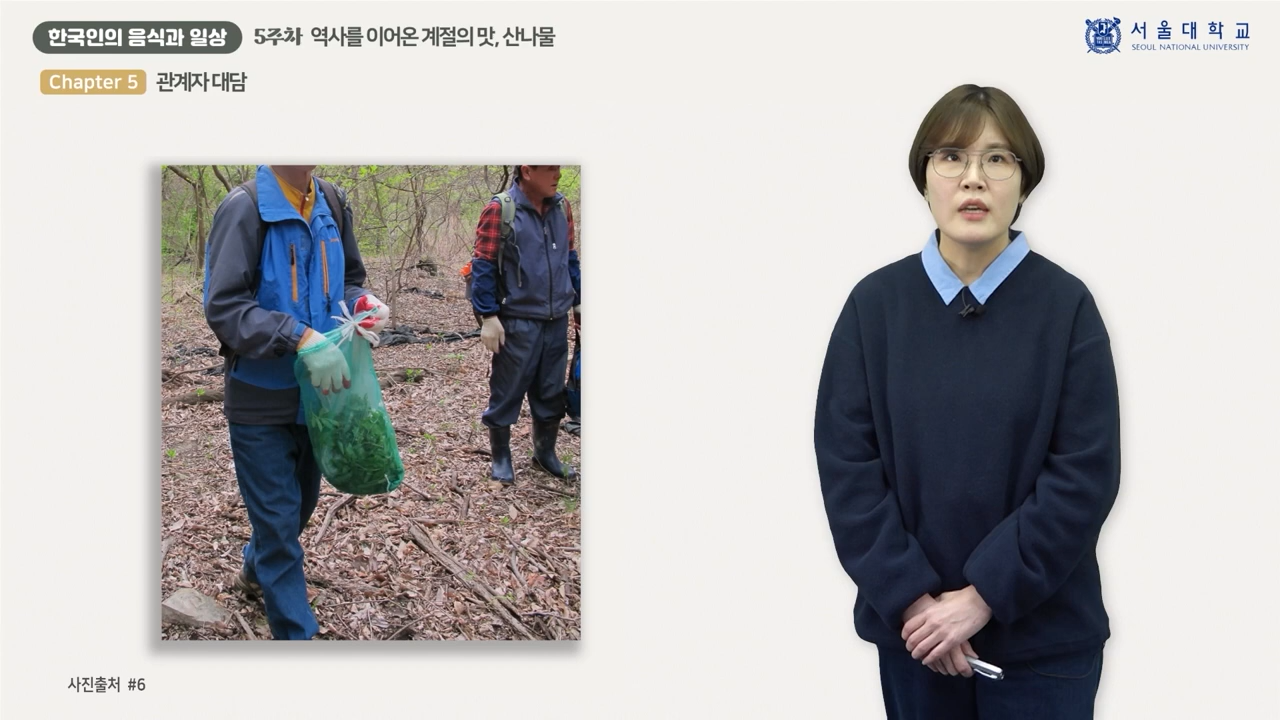 한국인의 음식과 일상 5주차 역사를 이어온 계절의 맛, 산나물
Chapter 5 관계자 대담
서울대학교
SEOUL NATIONAL UNIVERSITY
사진출처 #6